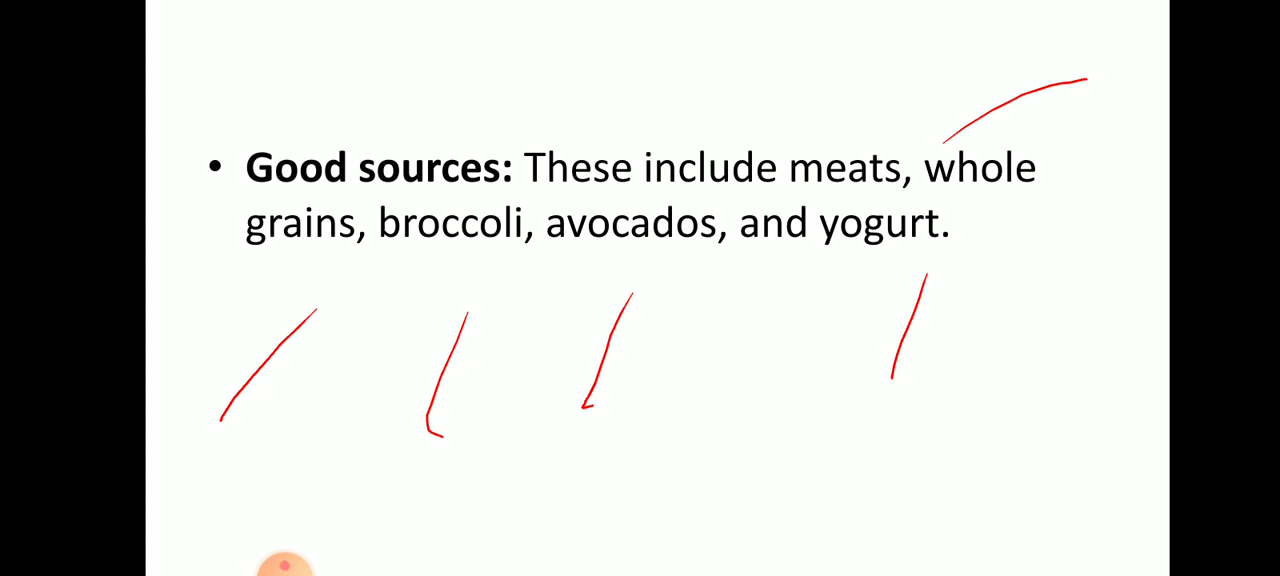 • Good sources: These include meats, whole
grains, broccoli, avocados, and yogurt.